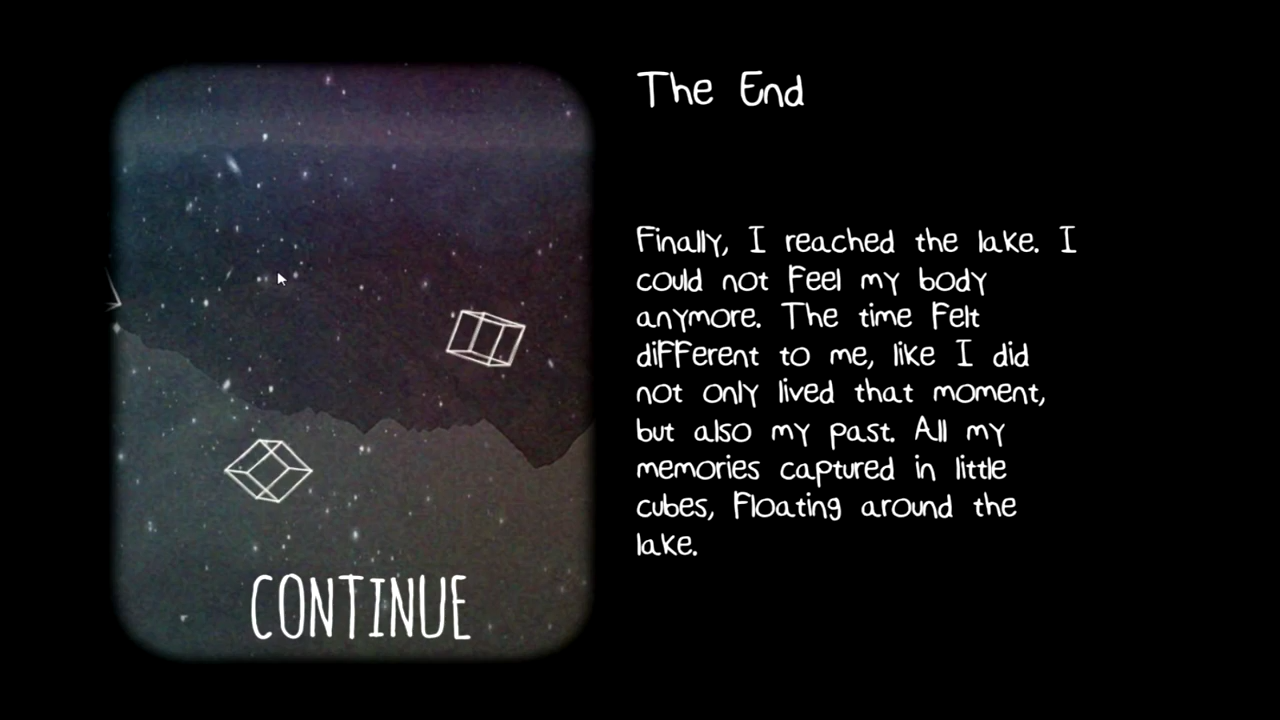 The End
Finally, I reached the lake. I
could not feel my body
anymore. The time felt
different to me, like I did
not only lived that moment,
but also my past. All my
memories captured in little
cubes, floating around the
lake.
CONTINUE